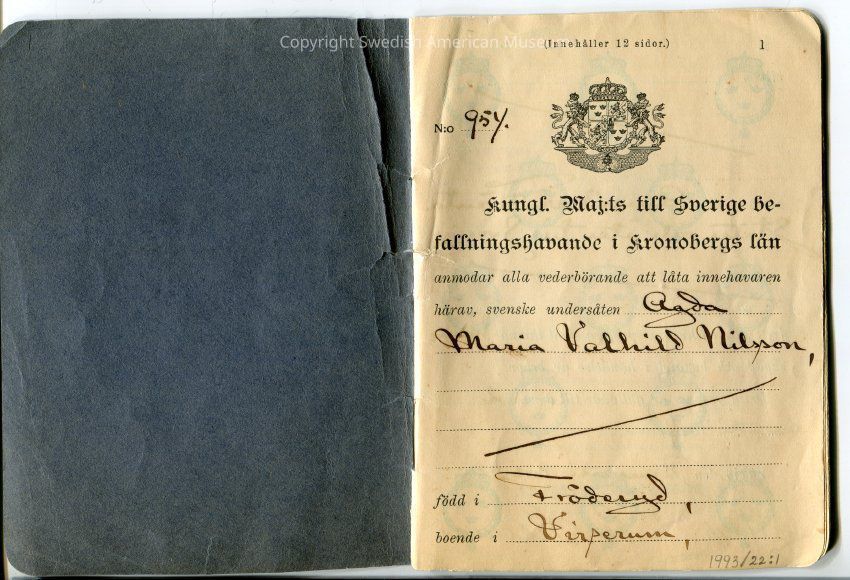 Copyright Swedish American Museum
(Innehåller 12 sidor.) 1
N:o 954.
Kungl. Maj:ts till Sverige be-
fallningshavande i Kronobergs län
anmodar alla vederbörande att låta innehavaren
härav, svenske undersåten Agda
Maria Valhild Nilsson,
född i Fröderyd,
boende i Virserum,
1993/22:1